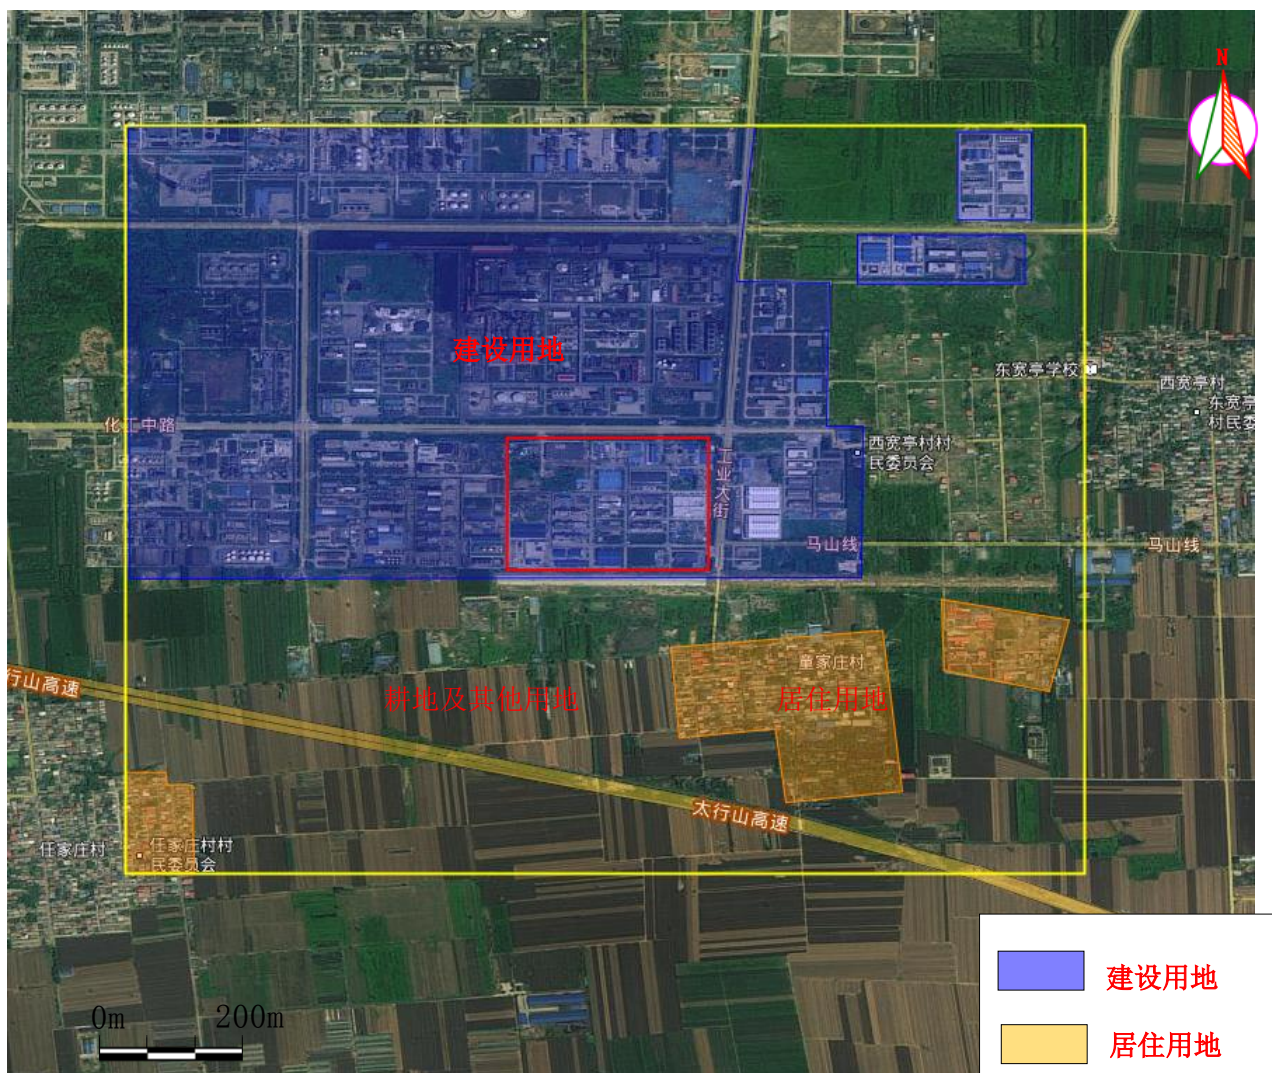 N
建设用地
东宽亭学校
西宽亭村
东宽亭
村民委
化工中路
西宽亭村村
民委员会
工业大街
马山线
马山线
童家庄村
行山高速
耕地及其他用地
居住用地
太行山高速
任家庄村
任家庄村村
民委员会
0m
200m
建设用地
居住用地